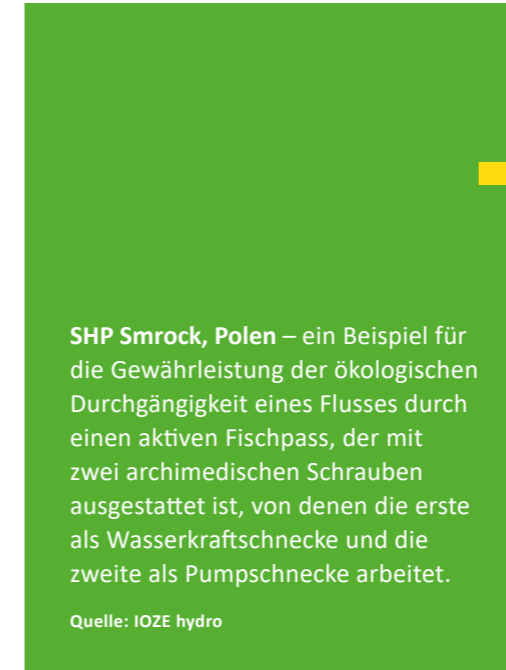 SHP Smrock, Polen – ein Beispiel für
die Gewährleistung der ökologischen
Durchgängigkeit eines Flusses durch
einen aktiven Fischpass, der mit
zwei archimedischen Schrauben
ausgestattet ist, von denen die erste
als Wasserkraftschnecke und die
zweite als Pumpschnecke arbeitet.
Quelle: IOZE hydro